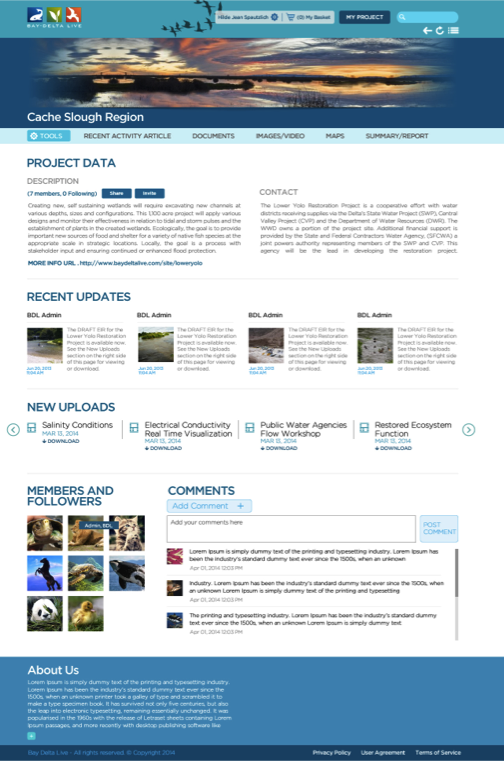 Hilde Jean Spaubloh
(0) My Basket
MY PROJECT
BAY-DELTA LIVE
Cache Slough Region
TOOLS
RECENT ACTIVITY ARTICLE
DOCUMENTS
IMAGES/VIDEO
MAPS
SUMMARY/REPORT
PROJECT DATA
DESCRIPTION
(7 members, 0 Following)
Share
Invite
Creating new, self sustaining wetlands will require excavating new channels at
various depths, sizes and configurations. This 1,100 acre project will apply various
designs and monitor their effectiveness in relation to tidal and storm pulses and the
establishment of plants in the created wetlands. Ecologically, the goal is to provide
important new sources of food and shelter for a variety of native fish species at the
appropriate scale in strategic locations. Locally, the goal is a process with
stakeholder input and ensuring continued or enhanced flood protection.
MORE INFO URL . http://www.baydeltalive.com/site/loweryolo
CONTACT
The Lower Yolo Restoration Project is a cooperative effort with water
districts receiving supplies via the Delta's State Water Project (SWP), Central
Valley Project (CVP) and the Department of Water Resources (DWR). The
WWD owns a portion of the project site. Additional financial support is
provided by the State and Federal Contractors Water Agency, (SFCWA) a
joint powers authority representing members of the SWP and CVP. This
agency will be the lead in developing the restoration project.
RECENT UPDATES
BDL Admin
The DRAFT EIR for
the Lower Yolo
Restoration
Project is available
now. See the New Uploads
section on the right side
of this page for viewing
or download.
Jun 20, 2013
11:04 AM
BDL Admin
The DRAFT EIR for
the Lower Yolo
Restoration
Project is available
now. See the New Uploads
section on the right side
of this page for viewing
or download.
Jun 20, 2013
11:04 AM
BDL Admin
The DRAFT EIR for
the Lower Yolo
Restoration
Project is available
now. See the New Uploads
section on the right side
of this page for viewing
or download.
Jun 20, 2013
11:04 AM
BDL Admin
The DRAFT EIR for
the Lower Yolo
Restoration
Project is available
now. See the New Uploads
section on the right side
of this page for viewing
or download.
Jun 20, 2013
11:04 AM
NEW UPLOADS
Salinity Conditions
MAR 13, 2014
DOWNLOAD
Electrical Conductivity
Real Time Visualization
MAR 13, 2014
DOWNLOAD
Public Water Agencies
Flow Workshop
MAR 13, 2014
DOWNLOAD
Restored Ecosystem
Function
MAR 13, 2014
DOWNLOAD
MEMBERS AND
FOLLOWERS
Admin, BDL
COMMENTS
Add Comment +
Add your comments here
POST
COMMENT
Lorem Ipsum is simply dummy text of the printing and typesetting industry. Lorem Ipsum has
been the industry's standard dummy text ever since the 1500s, when an unknown
Apr 01, 2014 12:03 PM
Industry. Lorem Ipsum has been the industry's standard dummy text ever since the 1500s, when
an unknown Lorem Ipsum is simply dummy text of the printing and typesetting
Apr 01, 2014 12:03 PM
The printing and typesetting industry. Lorem Ipsum has been the industry's standard dummy
text ever since the 1500s, when an unknown Lorem Ipsum is simply dummy text
Apr 01, 2014 12:03 PM
About Us
Lorem Ipsum is simply dummy text of the printing and typesetting industry.
Lorem Ipsum has been the industry's standard dummy text ever since the
1500s, when an unknown printer took a galley of type and scrambled it to
make a type specimen book. It has survived not only five centuries, but also
the leap into electronic typesetting, remaining essentially unchanged. It was
popularised in the 1960s with the release of Letraset sheets containing Lorem
Ipsum passages, and more recently with desktop publishing software like
Bay Delta Live - All rights reserved. © Copyright 2014
Privacy Policy
User Agreement
Terms of Service